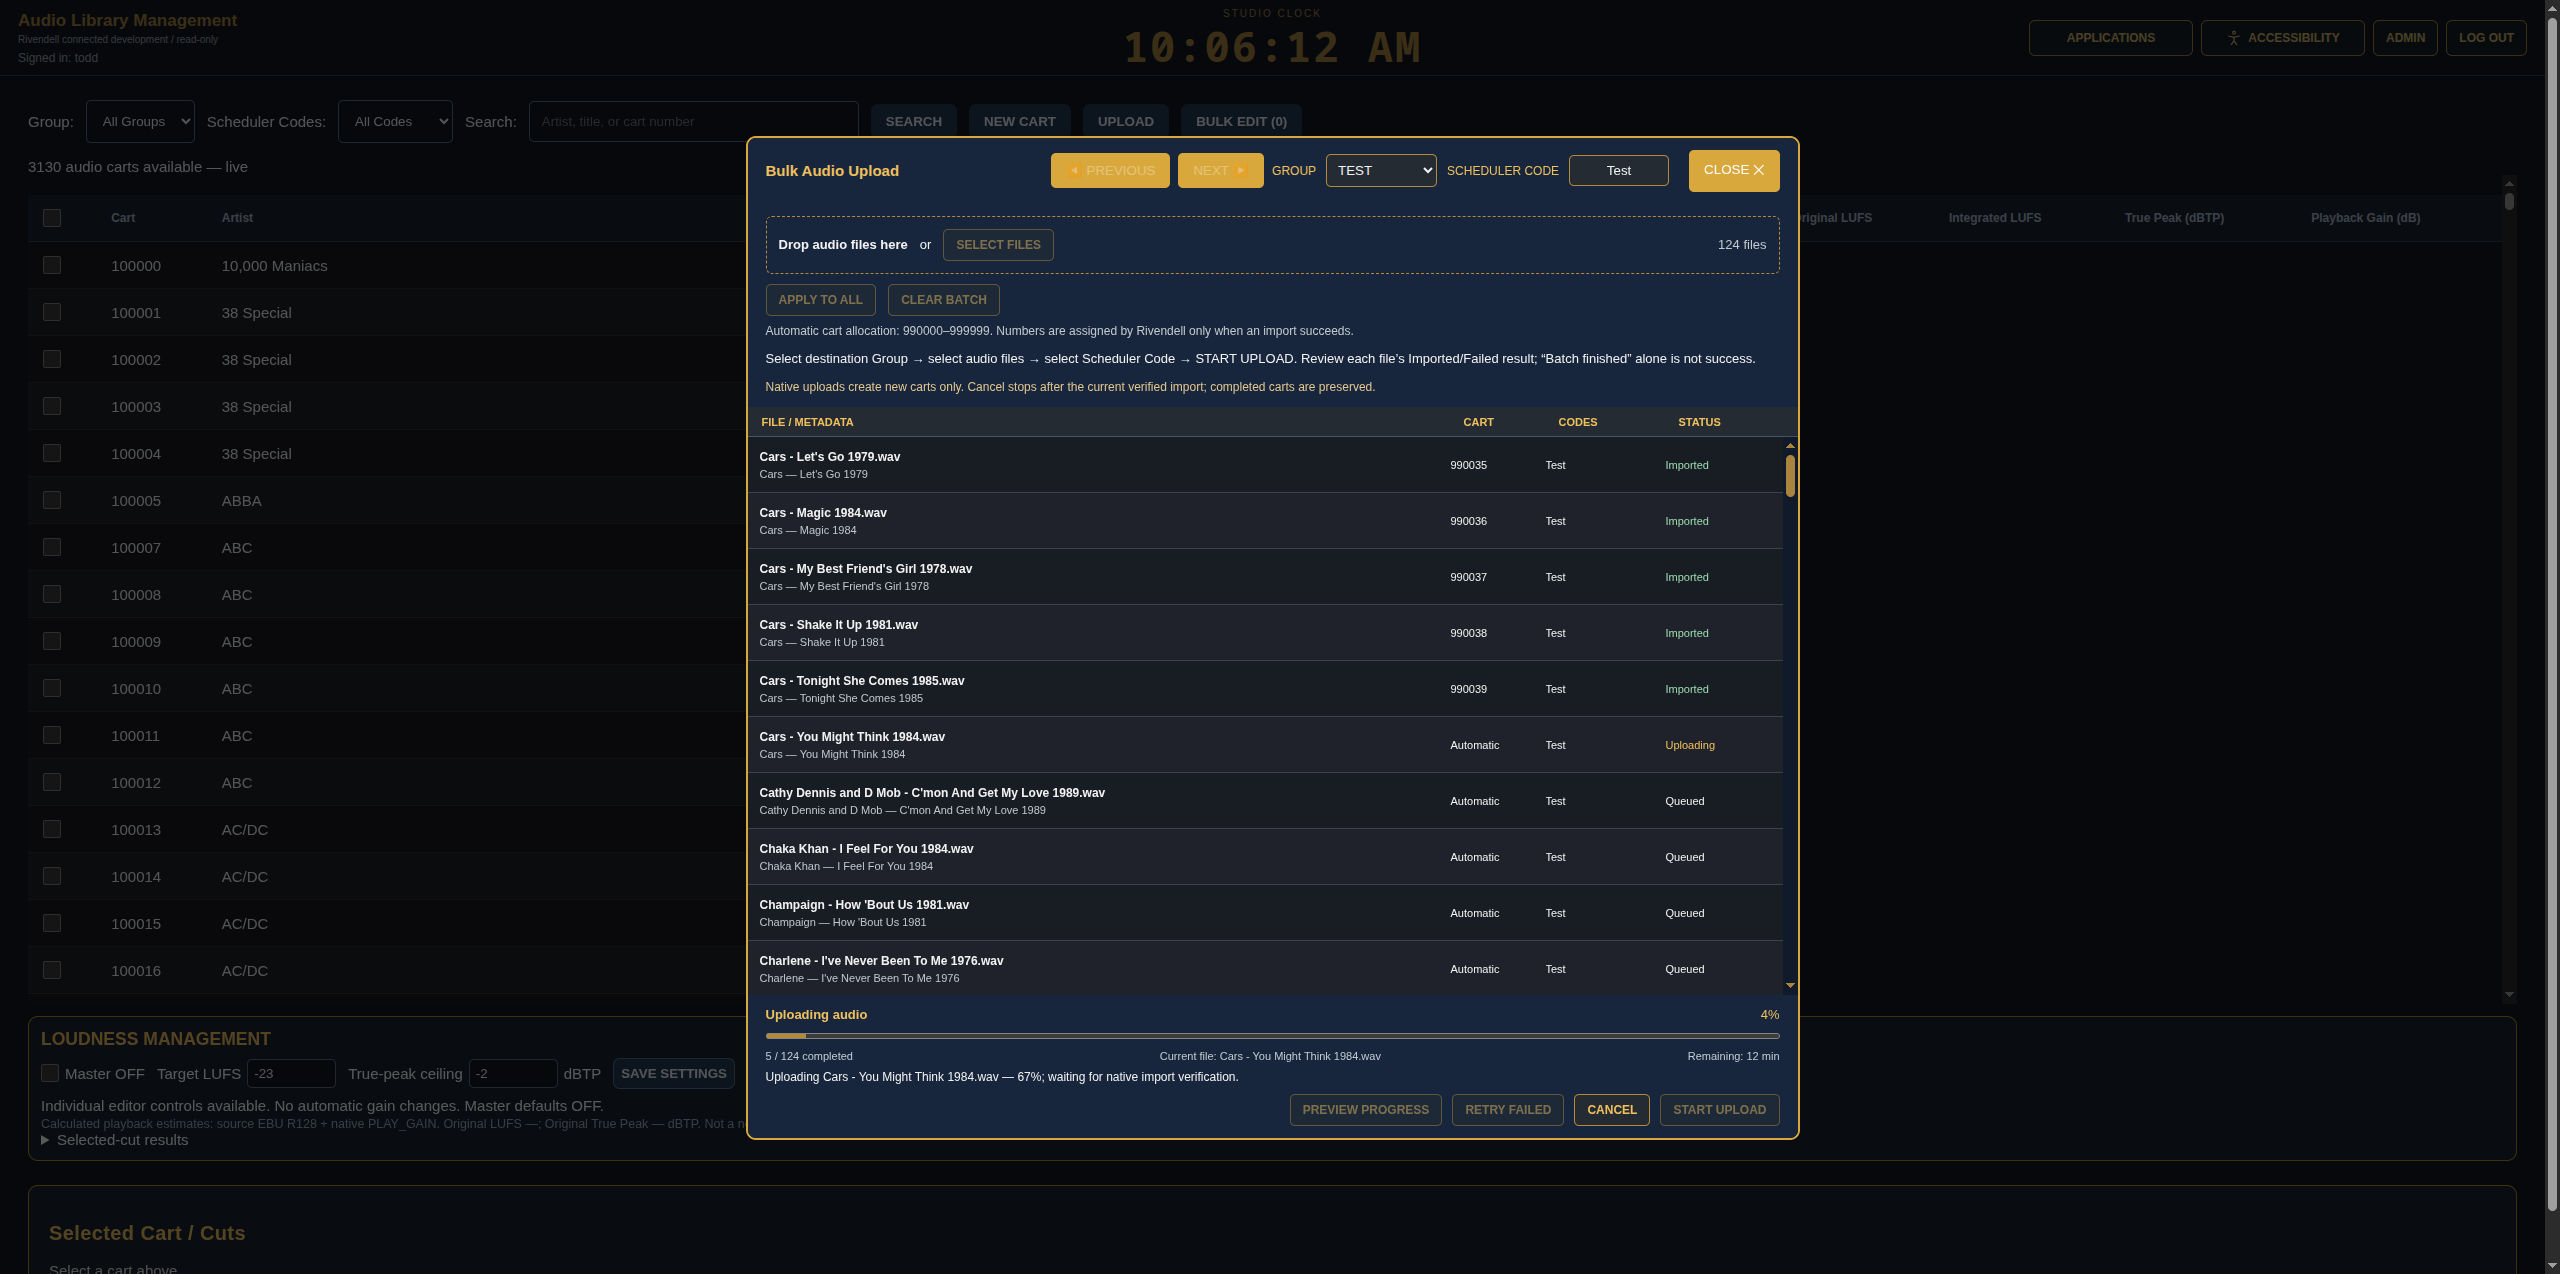 Audio Library Management
Rivendell connected development / read-only
Signed in: todd
STUDIO CLOCK
10:06:12 AM
APPLICATIONS
ACCESSIBILITY
ADMIN
LOG OUT
Group: All Groups Scheduler Codes: All Codes Search: Artist, title, or cart number SEARCH NEW CART UPLOAD BULK EDIT (0)
3130 audio carts available — live
Cart Artist riginal LUFS Integrated LUFS True Peak (dBTP) Playback Gain (dB)
100000 10,000 Maniacs
100001 38 Special
100002 38 Special
100003 38 Special
100004 38 Special
100005 ABBA
100007 ABC
100008 ABC
100009 ABC
100010 ABC
100011 ABC
100012 ABC
100013 AC/DC
100014 AC/DC
100015 AC/DC
100016 AC/DC
Bulk Audio Upload
PREVIOUS NEXT GROUP TEST SCHEDULER CODE Test CLOSE
Drop audio files here or SELECT FILES 124 files
APPLY TO ALL CLEAR BATCH
Automatic cart allocation: 990000–999999. Numbers are assigned by Rivendell only when an import succeeds.
Select destination Group → select audio files → select Scheduler Code → START UPLOAD. Review each file’s Imported/Failed result; “Batch finished” alone is not success.
Native uploads create new carts only. Cancel stops after the current verified import; completed carts are preserved.
FILE / METADATA CART CODES STATUS
Cars - Let's Go 1979.wav
Cars — Let's Go 1979
990035 Test Imported
Cars - Magic 1984.wav
Cars — Magic 1984
990036 Test Imported
Cars - My Best Friend's Girl 1978.wav
Cars — My Best Friend's Girl 1978
990037 Test Imported
Cars - Shake It Up 1981.wav
Cars — Shake It Up 1981
990038 Test Imported
Cars - Tonight She Comes 1985.wav
Cars — Tonight She Comes 1985
990039 Test Imported
Cars - You Might Think 1984.wav
Cars — You Might Think 1984
Automatic Test Uploading
Cathy Dennis and D Mob - C'mon And Get My Love 1989.wav
Cathy Dennis and D Mob — C'mon And Get My Love 1989
Automatic Test Queued
Chaka Khan - I Feel For You 1984.wav
Chaka Khan — I Feel For You 1984
Automatic Test Queued
Champaign - How 'Bout Us 1981.wav
Champaign — How 'Bout Us 1981
Automatic Test Queued
Charlene - I've Never Been To Me 1976.wav
Charlene — I've Never Been To Me 1976
Automatic Test Queued
Uploading audio 4%
5 / 124 completed Current file: Cars - You Might Think 1984.wav Remaining: 12 min
Uploading Cars - You Might Think 1984.wav — 67%; waiting for native import verification.
PREVIEW PROGRESS RETRY FAILED CANCEL START UPLOAD
LOUDNESS MANAGEMENT
Master OFF Target LUFS -23 True-peak ceiling -2 dBTP SAVE SETTINGS
Individual editor controls available. No automatic gain changes. Master defaults OFF.
Calculated playback estimates: source EBU R128 + native PLAY_GAIN. Original LUFS —; Original True Peak — dBTP. Not a
Selected-cut results
Selected Cart / Cuts
Select a cart above